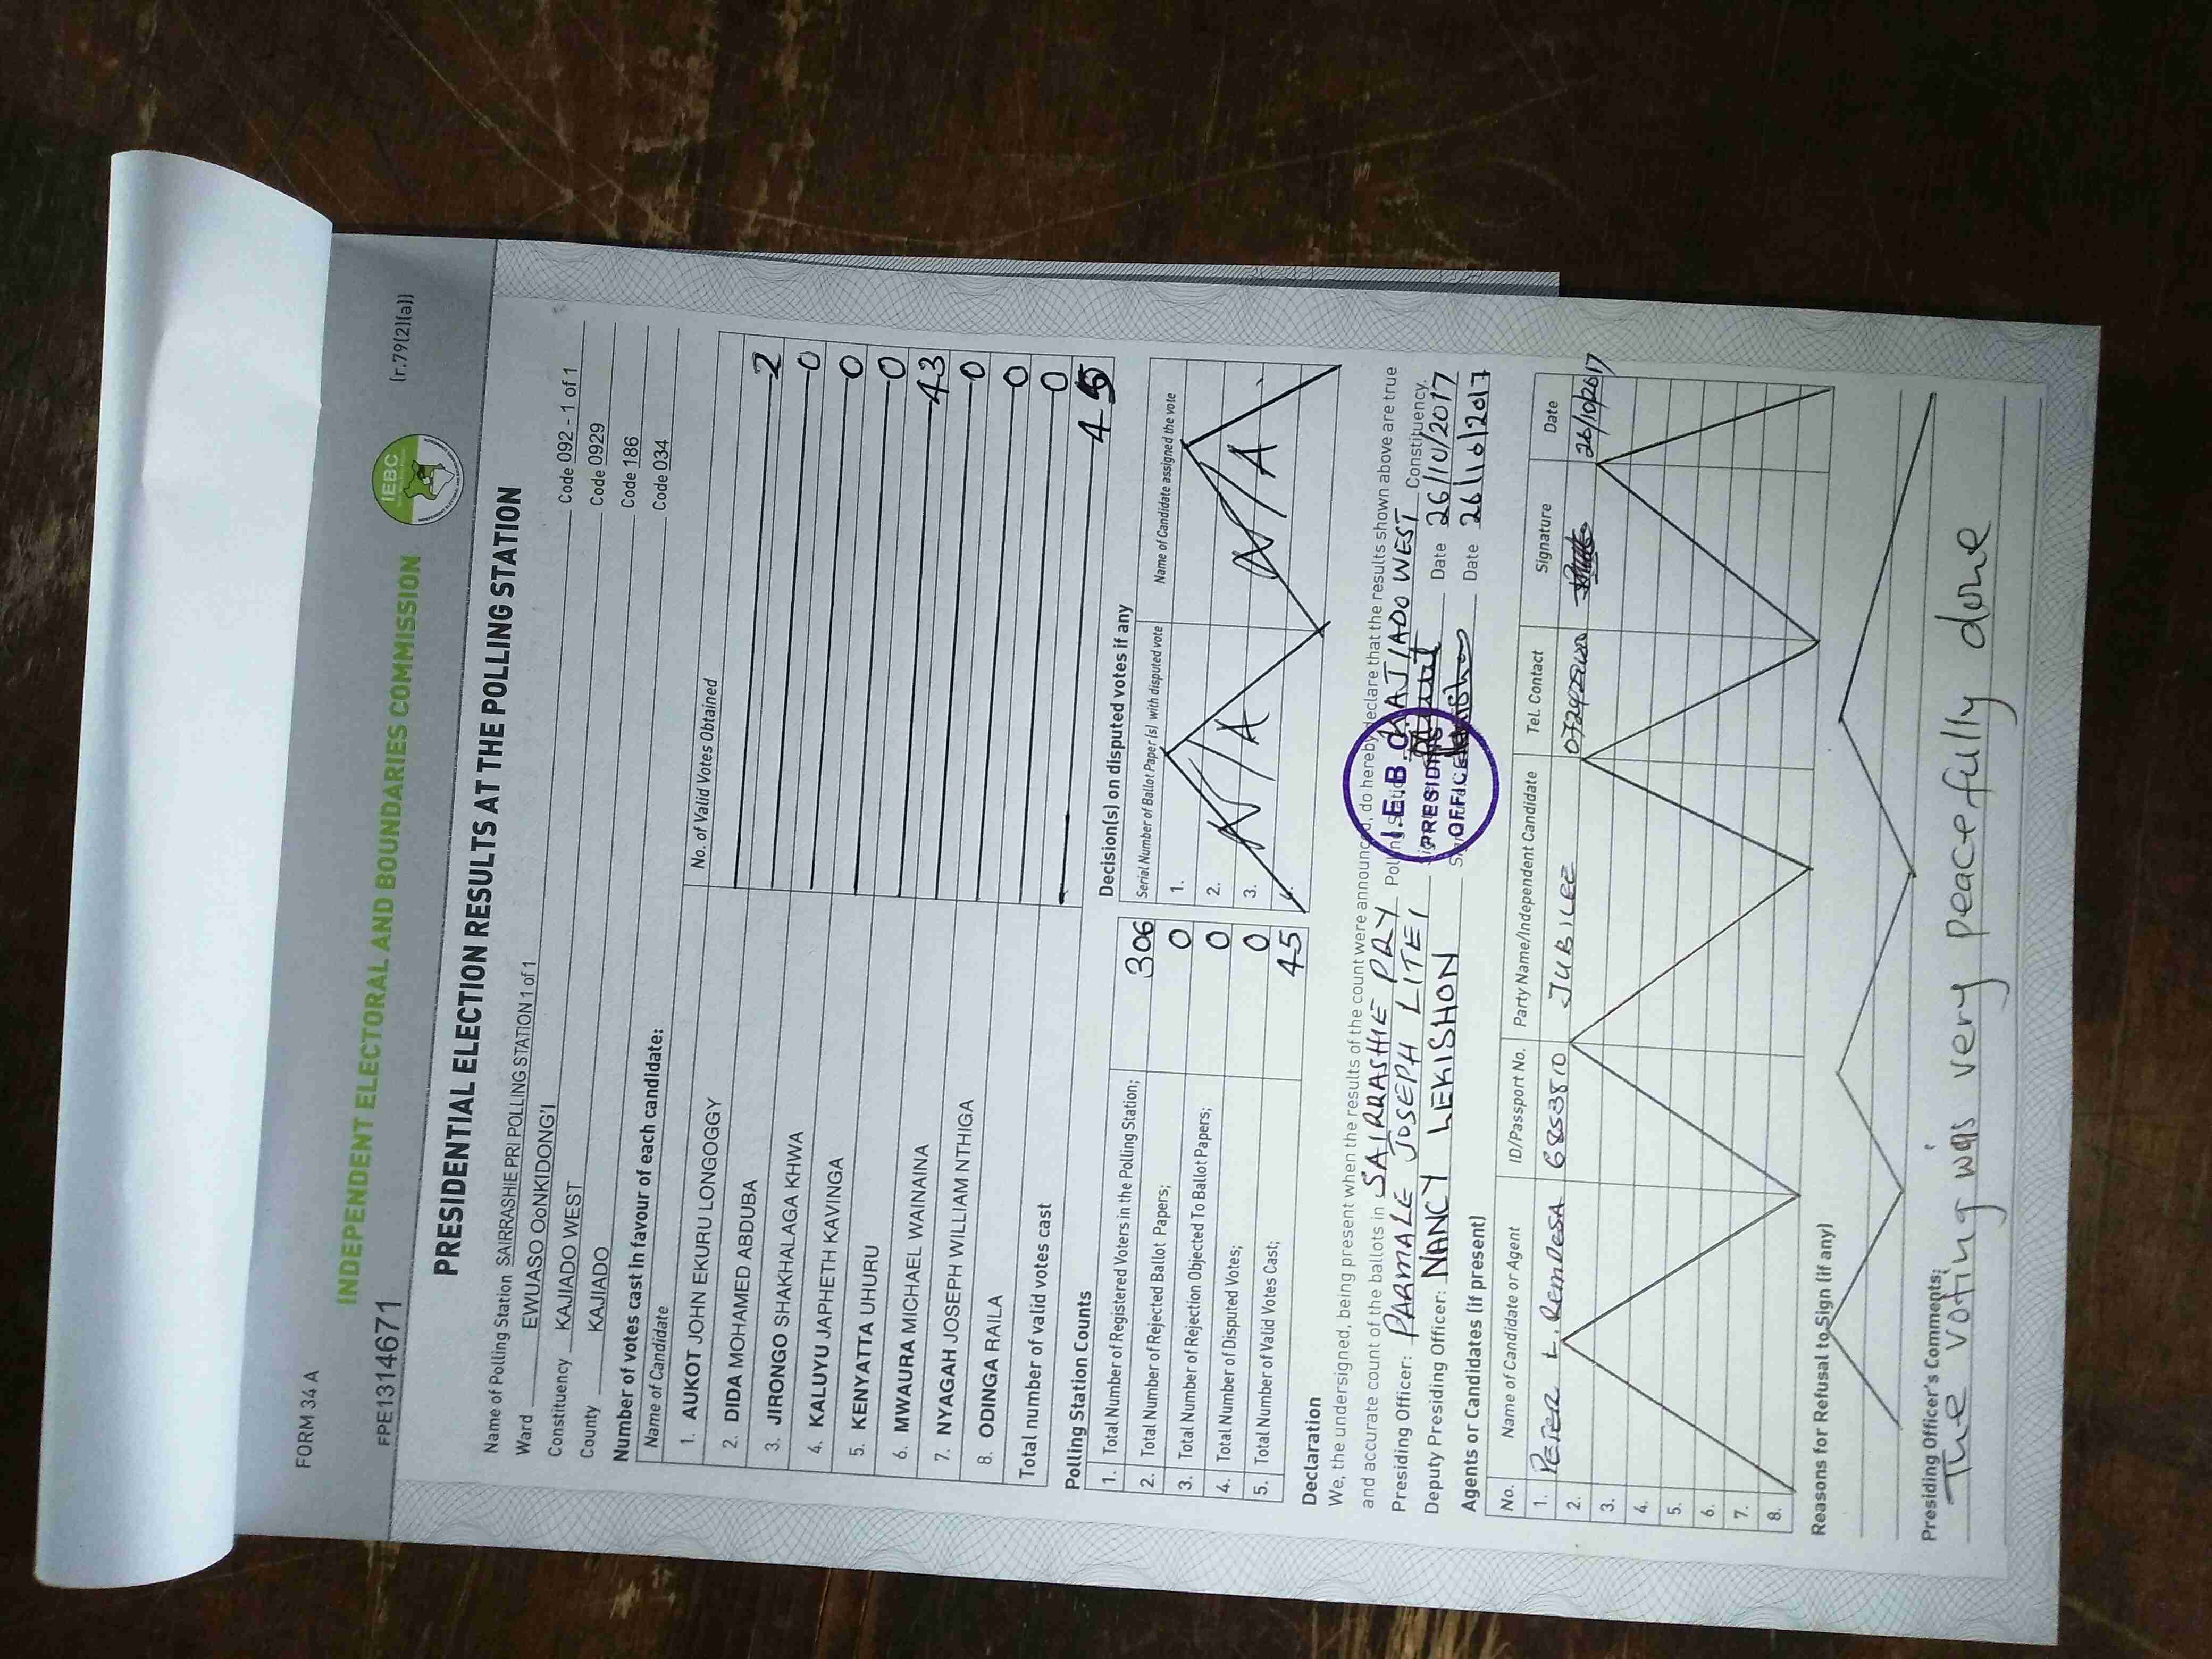 FORM 34 A
(r.79(2)(a))
IEBC
INDEPENDENT ELECTORAL AND BOUNDARIES COMMISSION
FPE1314671
PRESIDENTIAL ELECTION RESULTS AT THE POLLING STATION
Name of Polling Station SAIRRASHIE PRI POLLING STATION 1 of 1 Code 092 - 1 of 1
Ward EWUASO OoNKIDONG'I Code 0929
Constituency KAJIADO WEST Code 186
County KAJIADO Code 034
Number of votes cast in favour of each candidate:
Name of Candidate No. of Valid Votes Obtained
1. AUKOT JOHN EKURU LONGOGGY 2
2. DIDA MOHAMED ABDUBA 0
3. JIRONGO SHAKHALAGA KHWA 0
4. KALUYU JAPHETH KAVINGA 0
5. KENYATTA UHURU 43
6. MWAURA MICHAEL WAINAINA 0
7. NYAGAH JOSEPH WILLIAM NTHIGA 0
8. ODINGA RAILA 0
Total number of valid votes cast 45
Polling Station Counts
1. Total Number of Registered Voters in the Polling Station; 306
2. Total Number of Rejected Ballot Papers; 0
3. Total Number of Rejection Objected To Ballot Papers; 0
4. Total Number of Disputed Votes; 0
5. Total Number of Valid Votes Cast; 45
Decision(s) on disputed votes if any
Serial Number of Ballot Paper(s) with disputed vote Name of Candidate assigned the vote
1.
2. N/A N/A
3.
Declaration
We, the undersigned, being present when the results of the count were announced, do hereby declare that the results shown above are true
and accurate count of the ballots in SAIRRASHIE PRY Polling Station KAJIADO WEST Constituency.
Presiding Officer: PARMALE JOSEPH LITEI Date 26/10/2017
Deputy Presiding Officer: NANCY LEKISHON Date 26/10/2017
I.E.B.C
PRESIDING
OFFICER
Agents or Candidates (if present)
No. Name of Candidate or Agent ID/Passport No. Party Name/Independent Candidate Tel. Contact Signature Date
1. PETER L. 6853810 JUBILEE 26/10/2017
2.
3.
4.
5.
6.
7.
8.
Reasons for Refusal to Sign (if any)
Presiding Officer's Comments;
The voting was very peacefully done